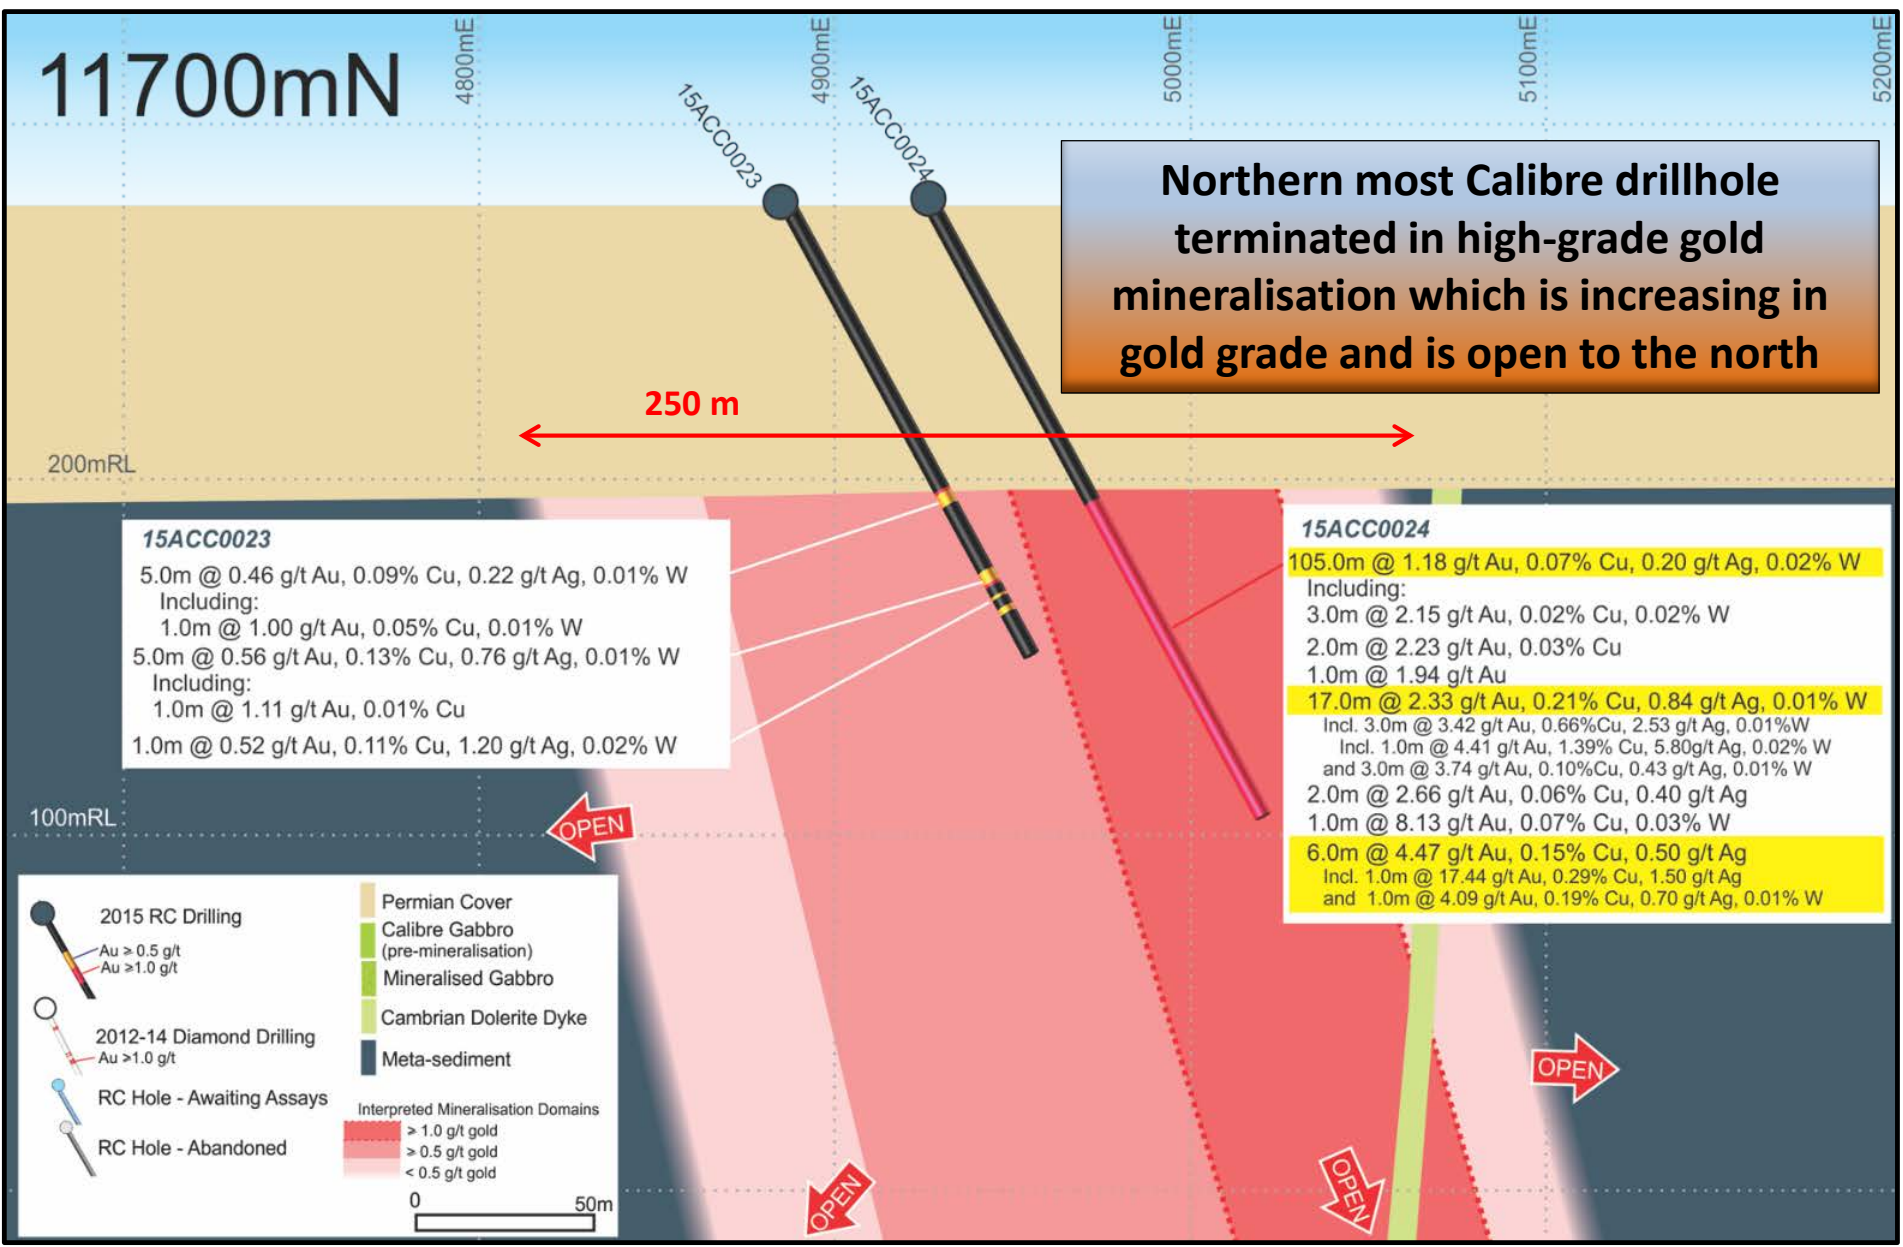 11700mN
4800mE
4900mE
5000mE
5100mE
5200mE
15ACC0023
15ACC0024
Northern most Calibre drillhole
terminated in high-grade gold
mineralisation which is increasing in
gold grade and is open to the north
250 m
200mRL
15ACC0023
5.0m @ 0.46 g/t Au, 0.09% Cu, 0.22 g/t Ag, 0.01% W
Including:
1.0m @ 1.00 g/t Au, 0.05% Cu, 0.01% W
5.0m @ 0.56 g/t Au, 0.13% Cu, 0.76 g/t Ag, 0.01% W
Including:
1.0m @ 1.11 g/t Au, 0.01% Cu
1.0m @ 0.52 g/t Au, 0.11% Cu, 1.20 g/t Ag, 0.02% W
15ACC0024
105.0m @ 1.18 g/t Au, 0.07% Cu, 0.20 g/t Ag, 0.02% W
Including:
3.0m @ 2.15 g/t Au, 0.02% Cu, 0.02% W
2.0m @ 2.23 g/t Au, 0.03% Cu
1.0m @ 1.94 g/t Au
17.0m @ 2.33 g/t Au, 0.21% Cu, 0.84 g/t Ag, 0.01% W
Incl. 3.0m @ 3.42 g/t Au, 0.66%Cu, 2.53 g/t Ag, 0.01%W
Incl. 1.0m @ 4.41 g/t Au, 1.39% Cu, 5.80g/t Ag, 0.02% W
and 3.0m @ 3.74 g/t Au, 0.10%Cu, 0.43 g/t Ag, 0.01% W
2.0m @ 2.66 g/t Au, 0.06% Cu, 0.40 g/t Ag
1.0m @ 8.13 g/t Au, 0.07% Cu, 0.03% W
6.0m @ 4.47 g/t Au, 0.15% Cu, 0.50 g/t Ag
Incl. 1.0m @ 17.44 g/t Au, 0.29% Cu, 1.50 g/t Ag
and 1.0m @ 4.09 g/t Au, 0.19% Cu, 0.70 g/t Ag, 0.01% W
100mRL
OPEN
OPEN
OPEN
OPEN
2015 RC Drilling
Au ≥ 0.5 g/t
Au ≥1.0 g/t
2012-14 Diamond Drilling
Au >1.0 g/t
RC Hole - Awaiting Assays
RC Hole - Abandoned
Permian Cover
Calibre Gabbro
(pre-mineralisation)
Mineralised Gabbro
Cambrian Dolerite Dyke
Meta-sediment
Interpreted Mineralisation Domains
> 1.0 g/t gold
> 0.5 g/t gold
< 0.5 g/t gold
0 50m